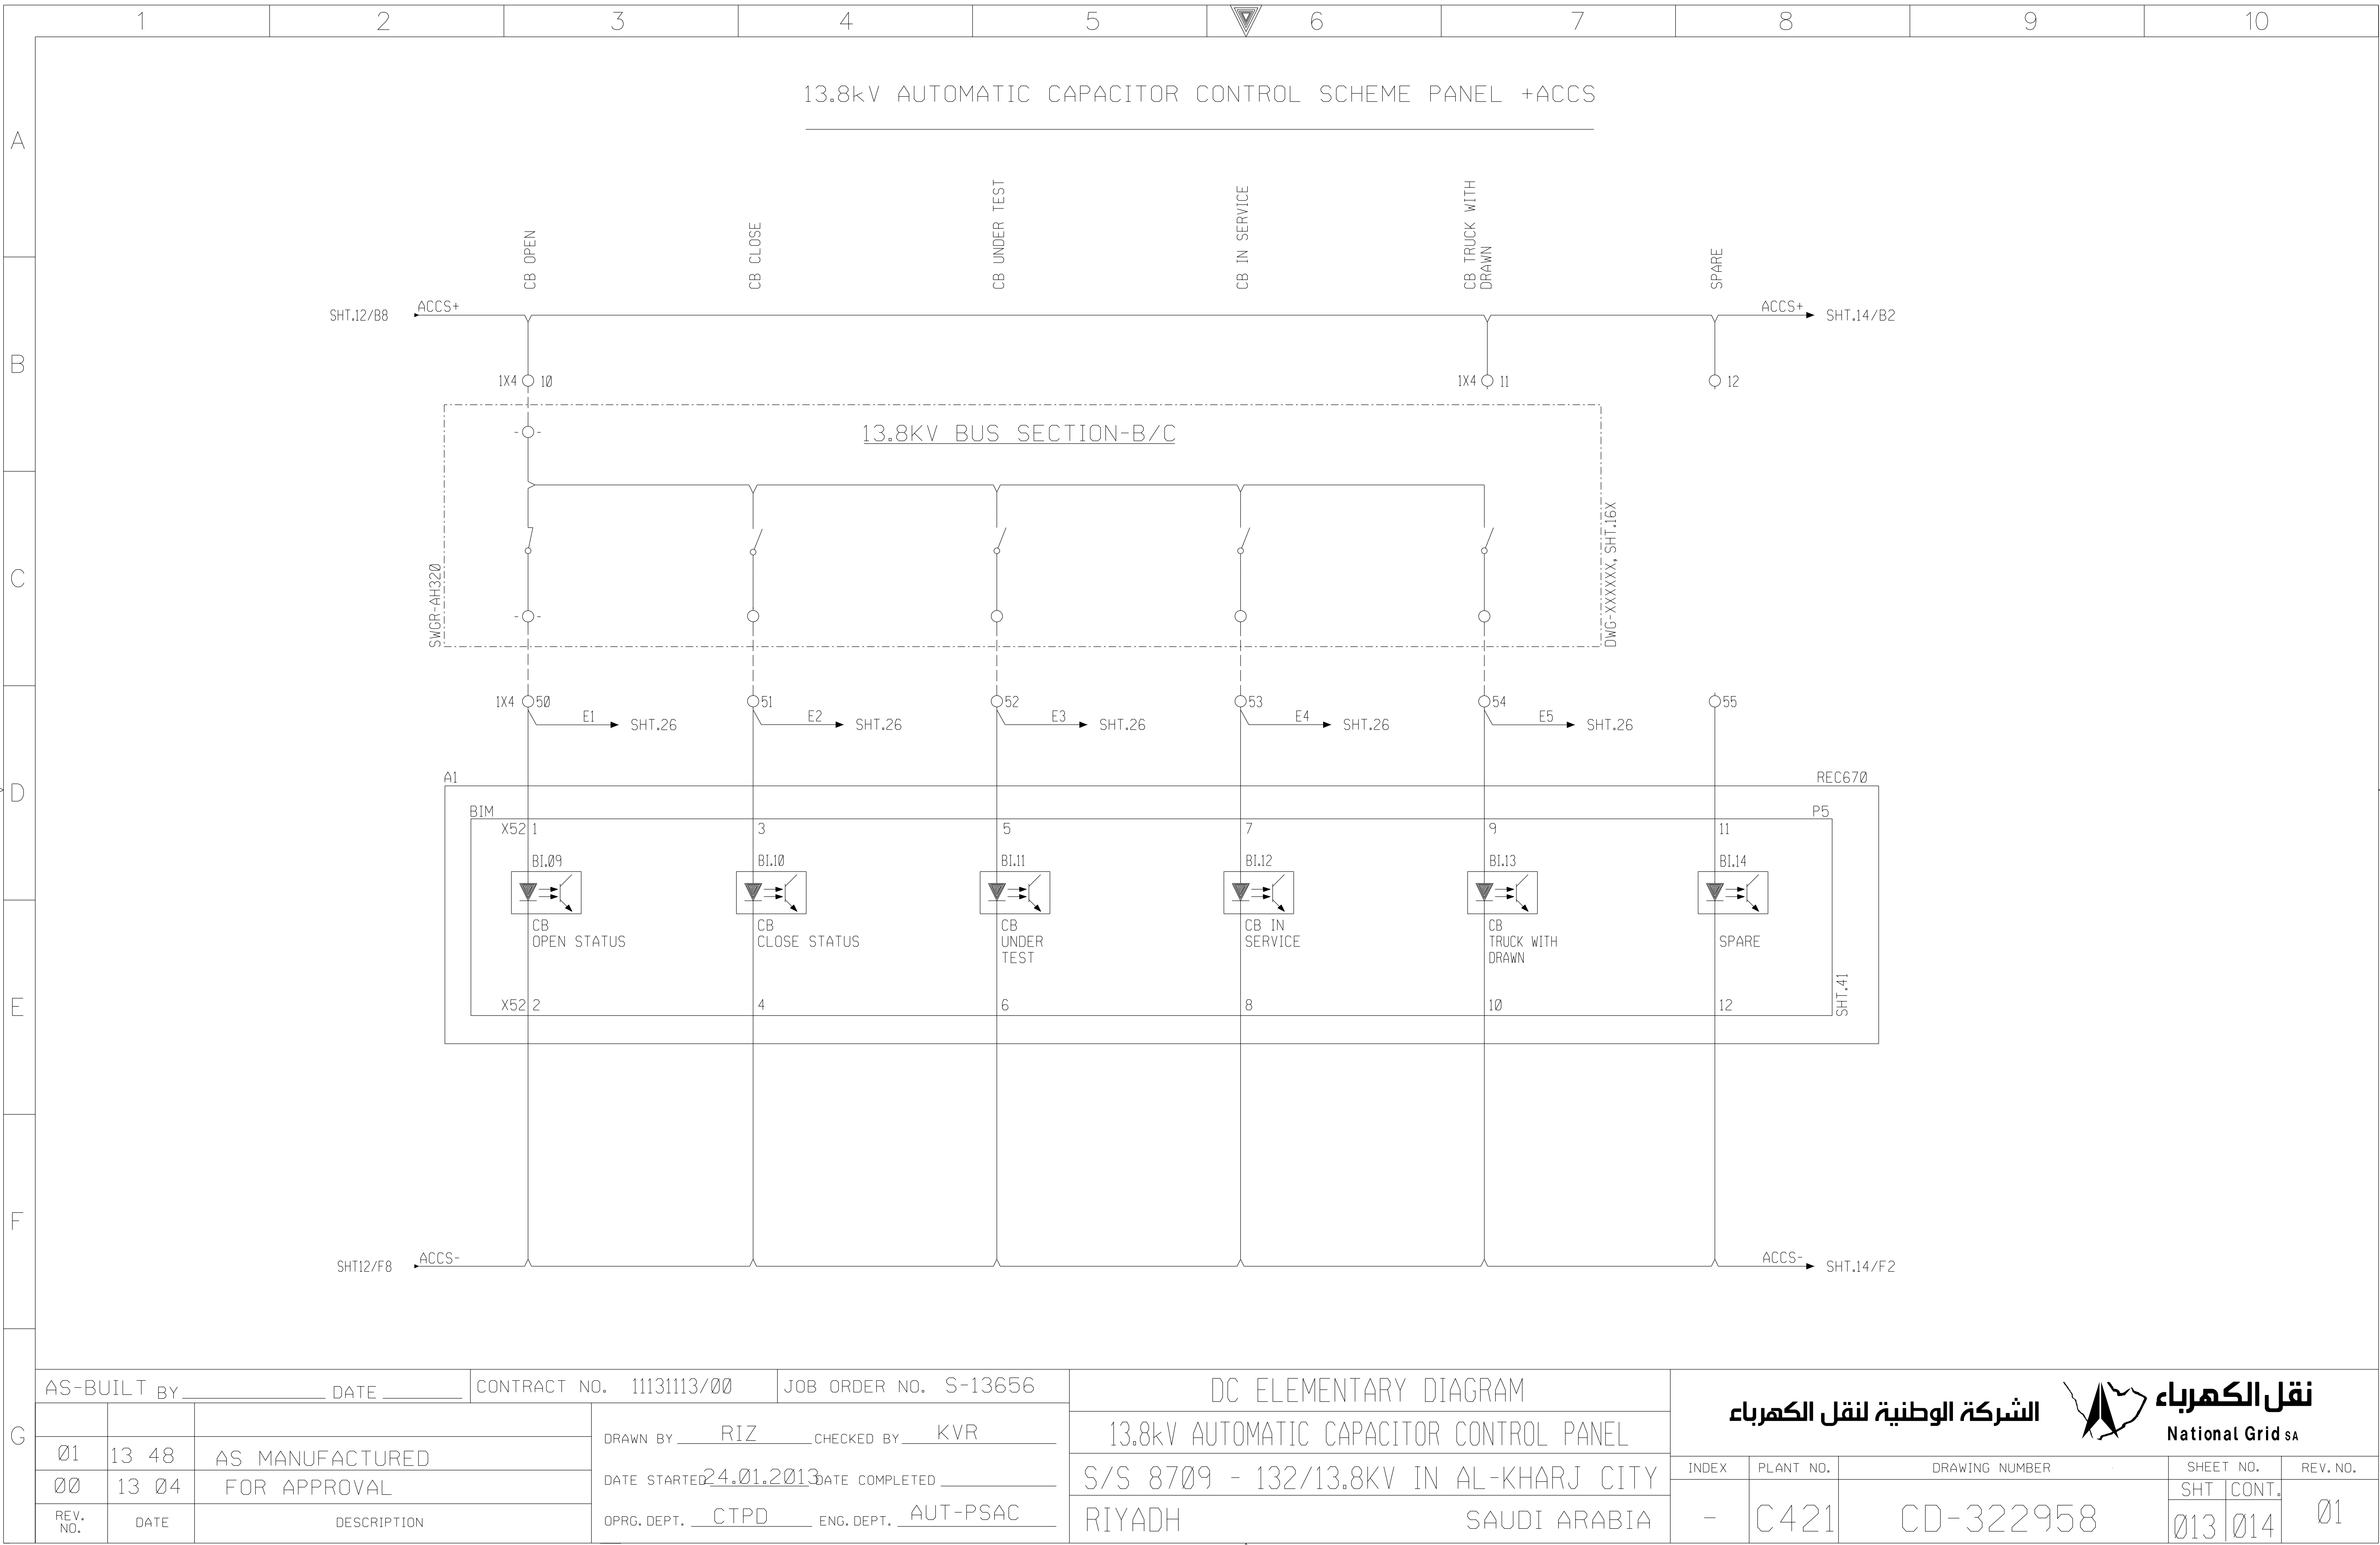 1 2 3 4 5 6 7 8 9 10
13.8kV AUTOMATIC CAPACITOR CONTROL SCHEME PANEL +ACCS
A
B
C
D
E
F
G
CB OPEN
CB CLOSE
CB UNDER TEST
CB IN SERVICE
CB TRUCK WITH
DRAWN
SPARE
SHT.12/B8 ACCS+ ACCS+ SHT.14/B2
1X4 10 1X4 11 12
13.8KV BUS SECTION-B/C
SWGR-AH320
DWG-XXXXXX, SHT.16X
1X4 50 51 52 53 54 55
E1 SHT.26 E2 SHT.26 E3 SHT.26 E4 SHT.26 E5 SHT.26
A1 REC670
BIM P5
X52 1 3 5 7 9 11
BI.09 BI.10 BI.11 BI.12 BI.13 BI.14
CB
OPEN STATUS
CB
CLOSE STATUS
CB
UNDER
TEST
CB IN
SERVICE
CB
TRUCK WITH
DRAWN
SPARE
X52 2 4 6 8 10 12
SHT.41
SHT12/F8 ACCS- ACCS- SHT.14/F2
AS-BUILT BY DATE
CONTRACT NO. 11131113/00
JOB ORDER NO. S-13656
01 13 48 AS MANUFACTURED
00 13 04 FOR APPROVAL
REV. NO. DATE DESCRIPTION
DRAWN BY RIZ CHECKED BY KVR
DATE STARTED 24.01.2013 DATE COMPLETED
OPRG. DEPT. CTPD ENG. DEPT. AUT-PSAC
DC ELEMENTARY DIAGRAM
13.8kV AUTOMATIC CAPACITOR CONTROL PANEL
S/S 8709 - 132/13.8KV IN AL-KHARJ CITY
RIYADH SAUDI ARABIA
الشركة الوطنية لنقل الكهرباء
نقل الكهرباء
National Grid SA
INDEX PLANT NO. DRAWING NUMBER SHEET NO. REV. NO.
SHT CONT.
- C421 CD-322958 013 014 01